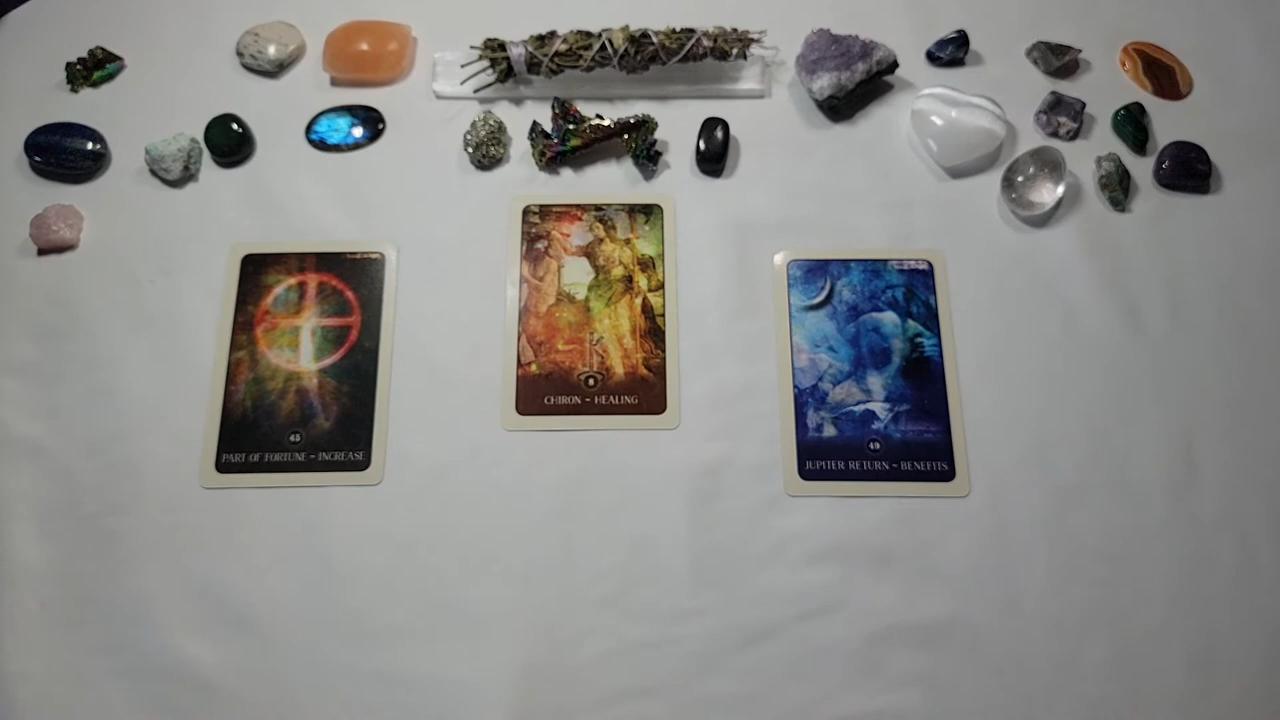 45
PART OF FORTUNE ~ INCREASE
8
CHIRON ~ HEALING
49
JUPITER RETURN ~ BENEFITS